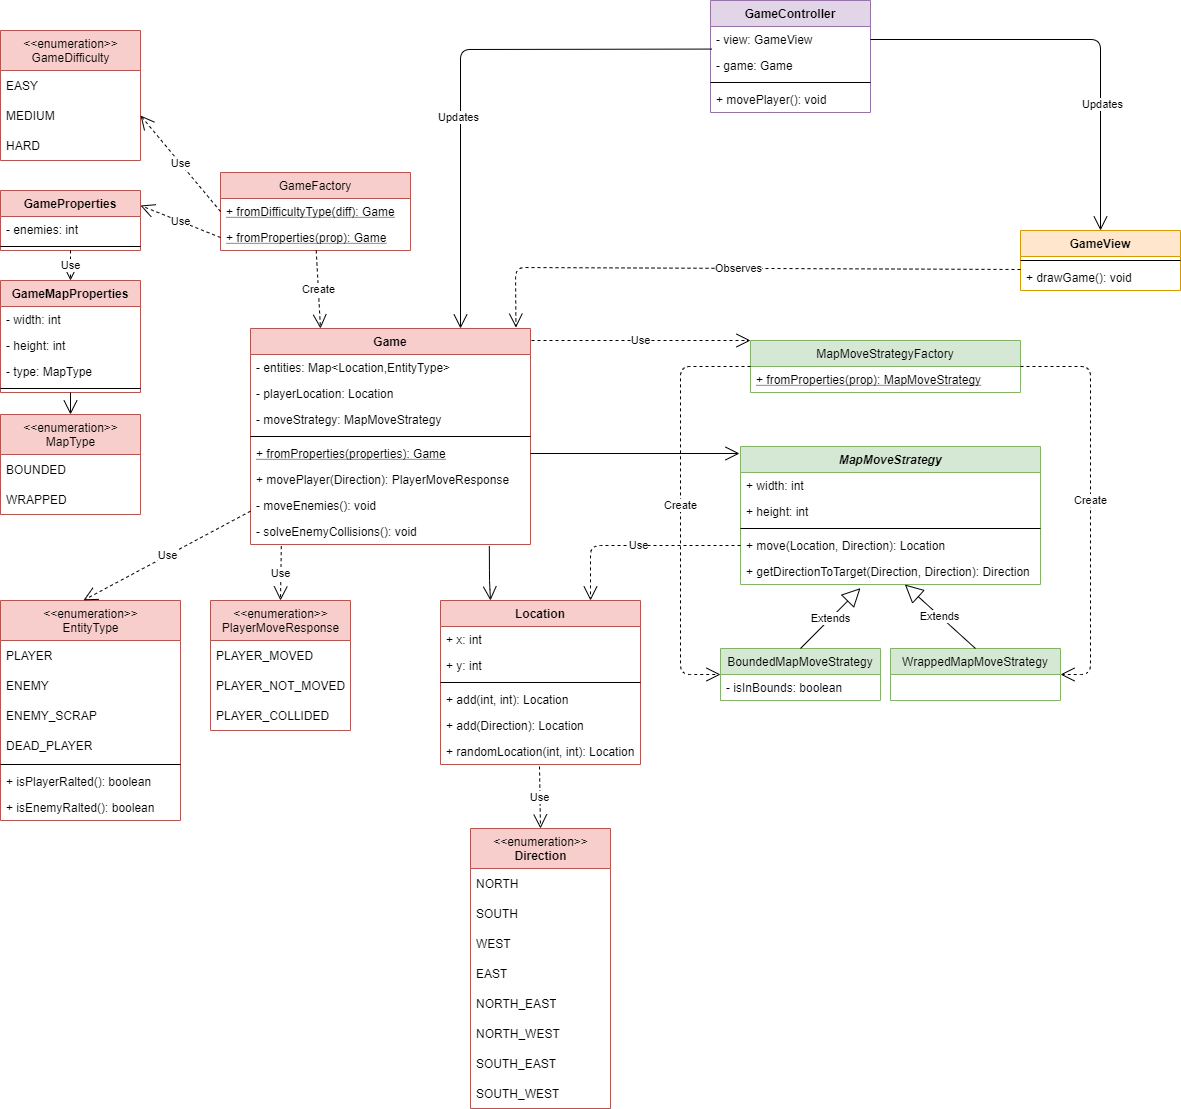 GameController
- view: GameView
- game: Game
+ movePlayer(): void
<<enumeration>>
GameDifficulty
EASY
MEDIUM
HARD
Updates
Updates
Use
GameFactory
+ fromDifficultyType(diff): Game
+ fromProperties(prop): Game
GameProperties
- enemies: int
Use
Use
GameMapProperties
- width: int
- height: int
- type: MapType
<<enumeration>>
MapType
BOUNDED
WRAPPED
Create
GameView
+ drawGame(): void
Observes
Game
- entities: Map<Location,EntityType>
- playerLocation: Location
- moveStrategy: MapMoveStrategy
+ fromProperties(properties): Game
+ movePlayer(Direction): PlayerMoveResponse
- moveEnemies(): void
- solveEnemyCollisions(): void
Use
MapMoveStrategyFactory
+ fromProperties(prop): MapMoveStrategy
MapMoveStrategy
+ width: int
+ height: int
+ move(Location, Direction): Location
+ getDirectionToTarget(Direction, Direction): Direction
Create
Create
Use
Extends
Extends
BoundedMapMoveStrategy
- isInBounds: boolean
WrappedMapMoveStrategy
Use
Use
<<enumeration>>
EntityType
PLAYER
ENEMY
ENEMY_SCRAP
DEAD_PLAYER
+ isPlayerRalted(): boolean
+ isEnemyRalted(): boolean
<<enumeration>>
PlayerMoveResponse
PLAYER_MOVED
PLAYER_NOT_MOVED
PLAYER_COLLIDED
Location
+ x: int
+ y: int
+ add(int, int): Location
+ add(Direction): Location
+ randomLocation(int, int): Location
Use
<<enumeration>>
Direction
NORTH
SOUTH
WEST
EAST
NORTH_EAST
NORTH_WEST
SOUTH_EAST
SOUTH_WEST